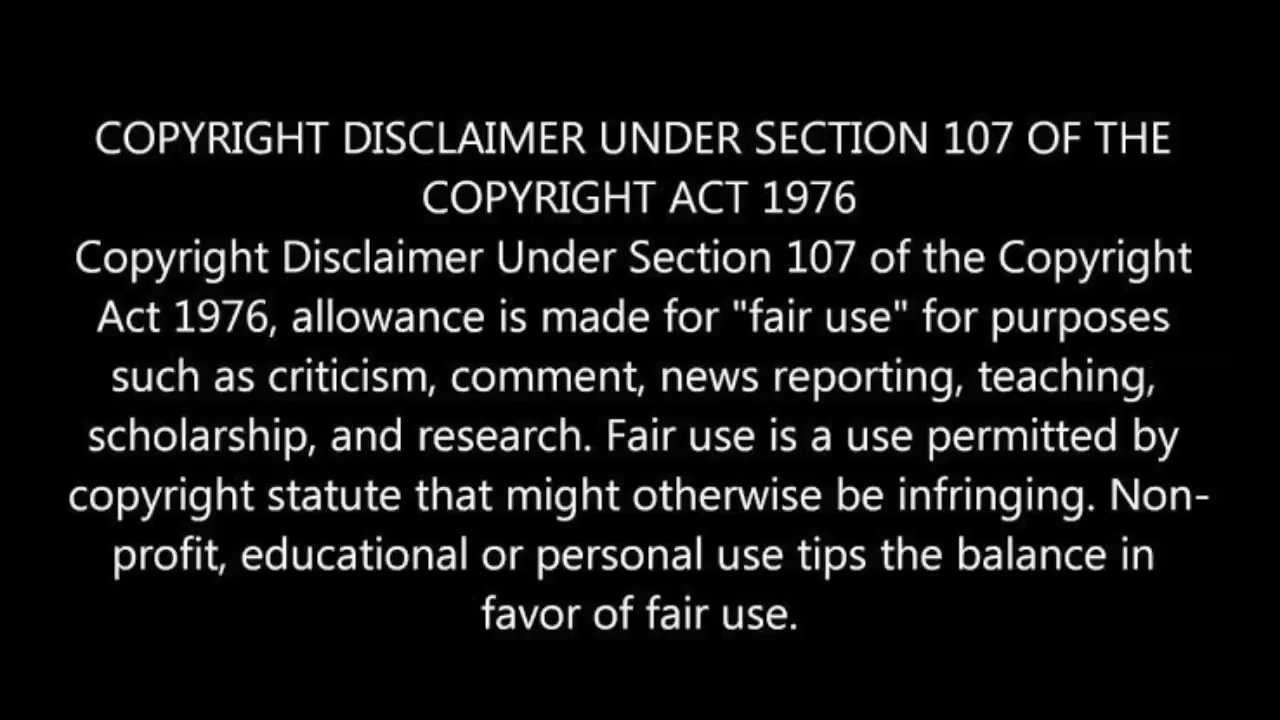 COPYRIGHT DISCLAIMER UNDER SECTION 107 OF THE
COPYRIGHT ACT 1976
Copyright Disclaimer Under Section 107 of the Copyright
Act 1976, allowance is made for "fair use" for purposes
such as criticism, comment, news reporting, teaching,
scholarship, and research. Fair use is a use permitted by
copyright statute that might otherwise be infringing. Non-
profit, educational or personal use tips the balance in
favor of fair use.